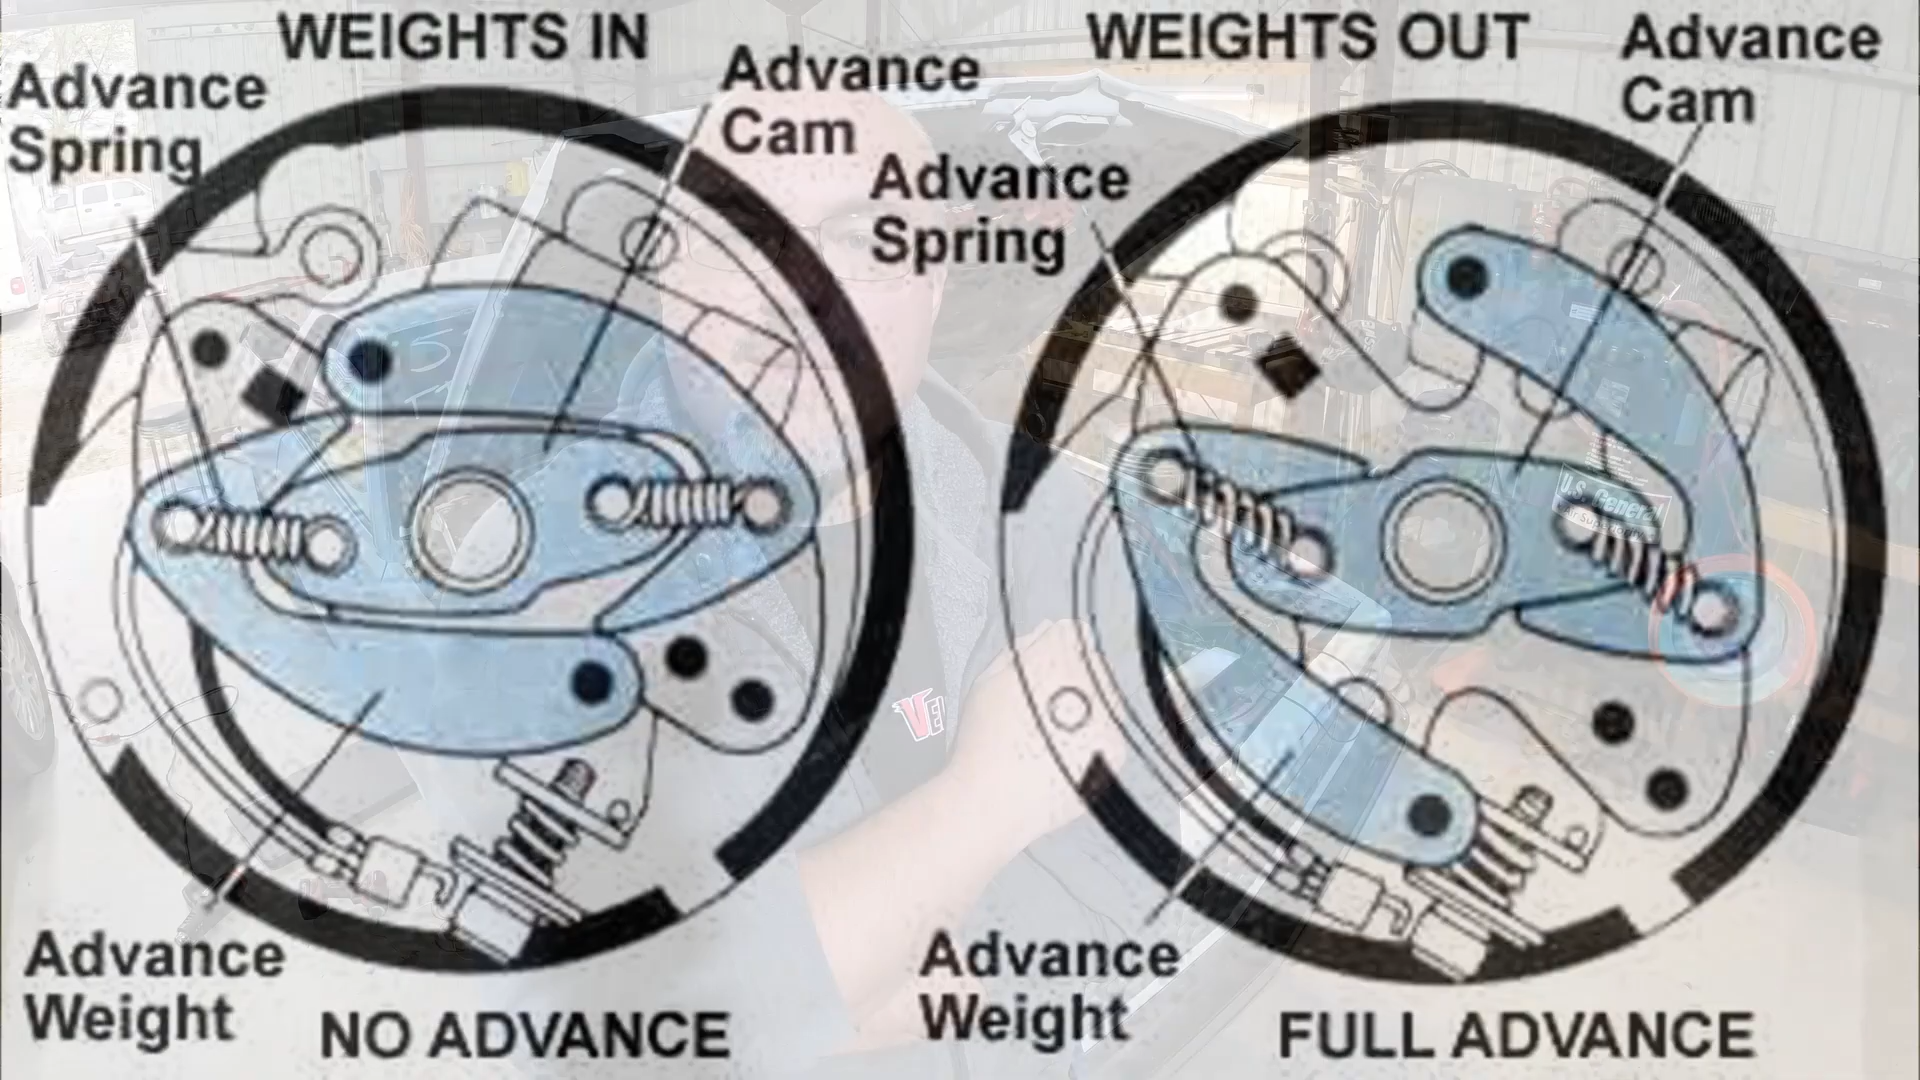 WEIGHTS IN
Advance
Spring
Advance
Cam
Advance
Weight
NO ADVANCE
WEIGHTS OUT
Advance
Cam
Advance
Spring
U.S. General
Advance
Weight
FULL ADVANCE